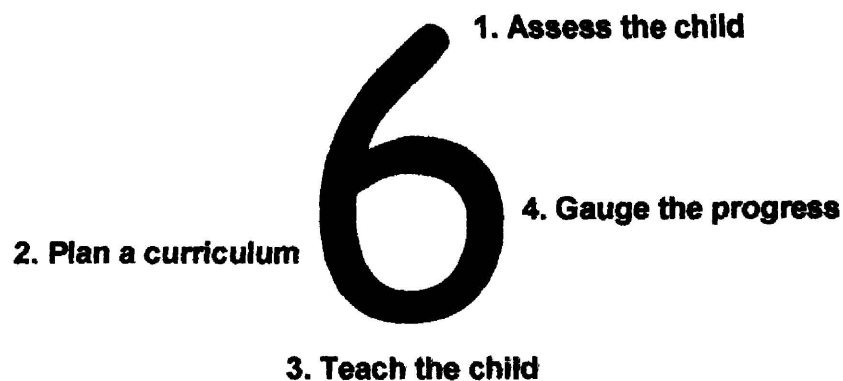 1. Assess the child
6
4. Gauge the progress
2. Plan a curriculum
3. Teach the child